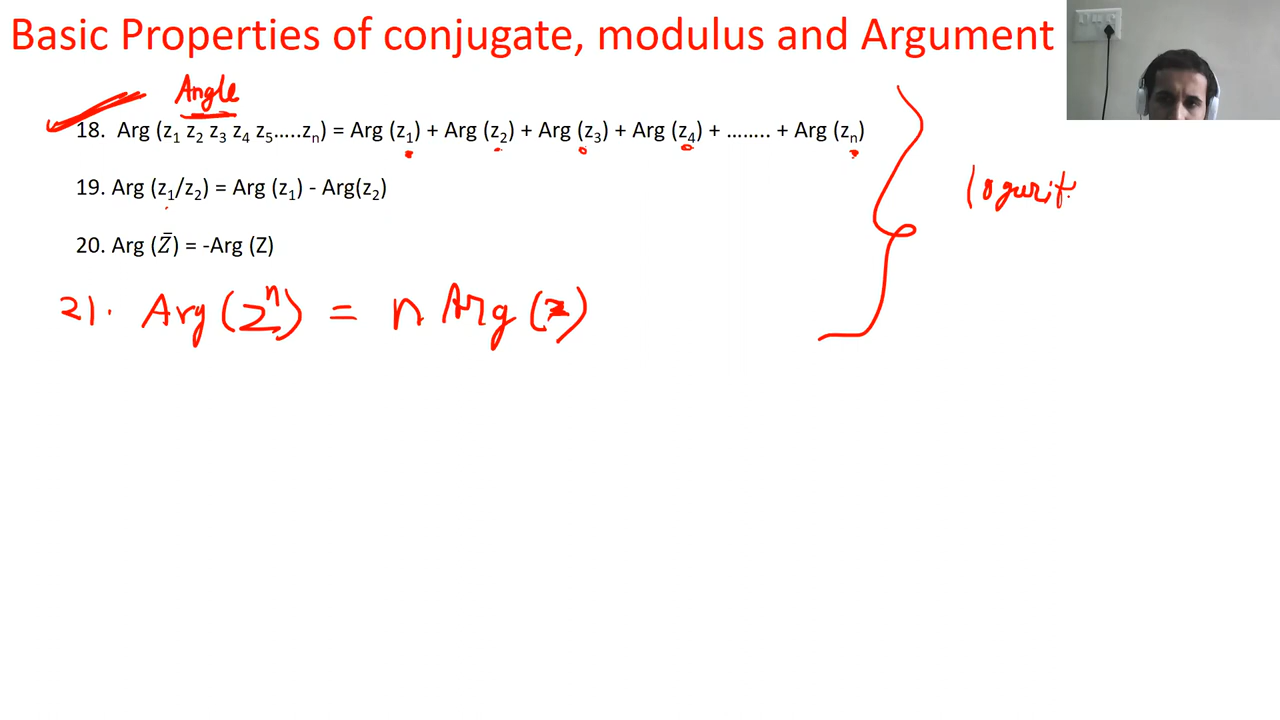 Basic Properties of conjugate, modulus and Argument
Angle
18. Arg (z₁ z₂ z₃ z₄ z₅.....zₙ) = Arg (z₁) + Arg (z₂) + Arg (z₃) + Arg (z₄) + ........ + Arg (zₙ)
19. Arg (z₁/z₂) = Arg (z₁) - Arg(z₂)
logurit
20. Arg (Z̄) = -Arg (Z)
21. Arg (zⁿ) = n Arg (z)